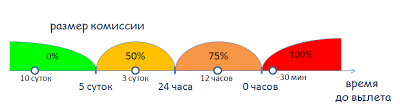 размер комиссии
0%
50%
75%
100%
10 суток
3 суток
12 часов
-30 мин
5 суток
24 часа
0 часов
время
до вылета